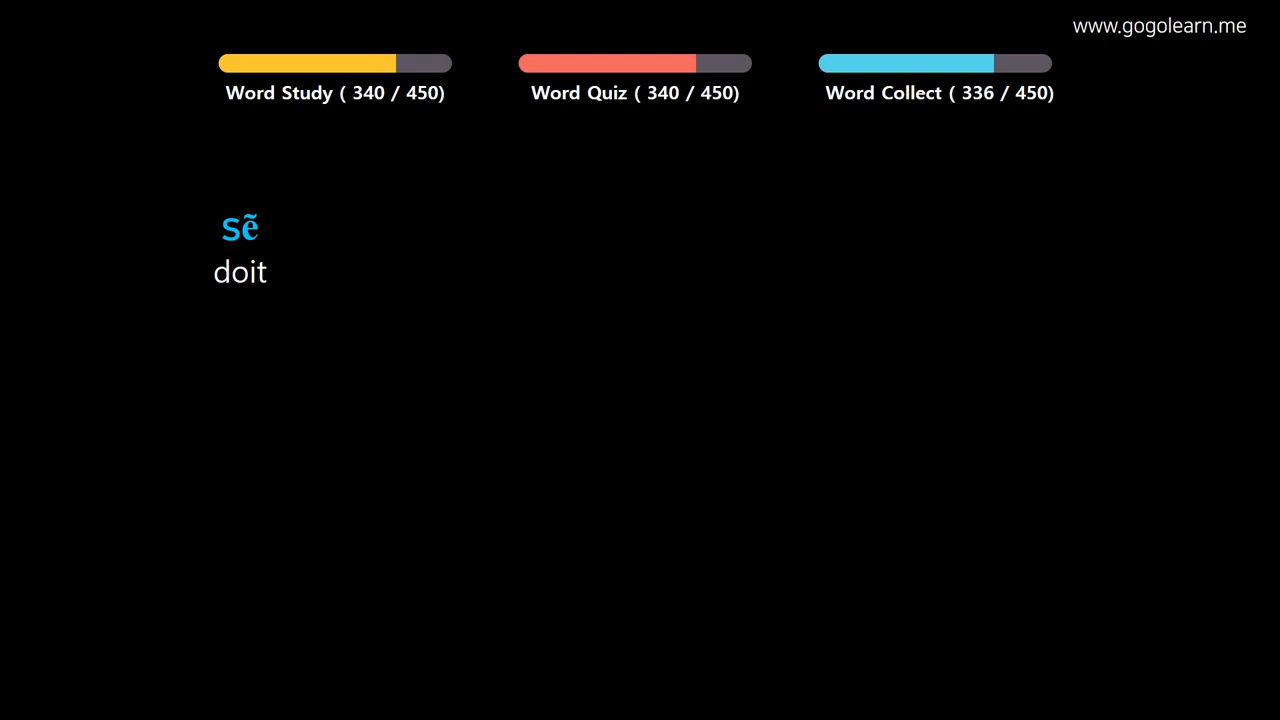 www.gogolearn.me
Word Study ( 340 / 450)
Word Quiz ( 340 / 450)
Word Collect ( 336 / 450)
sẽ
doit